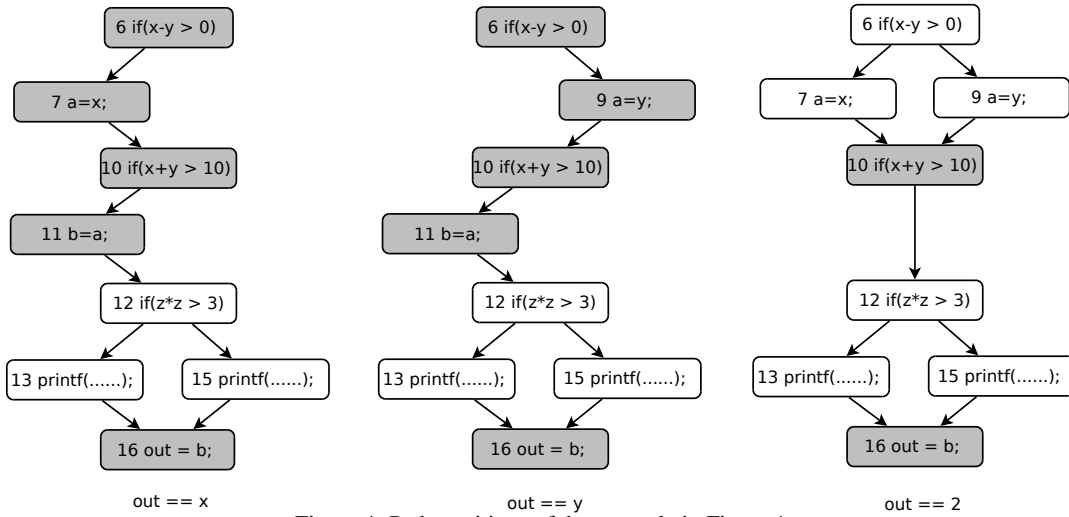 6 if(x-y > 0)
7 a=x;
10 if(x+y > 10)
11 b=a;
12 if(z*z > 3)
13 printf(......);
15 printf(......);
16 out = b;
out == x
6 if(x-y > 0)
9 a=y;
10 if(x+y > 10)
11 b=a;
12 if(z*z > 3)
13 printf(......);
15 printf(......);
16 out = b;
out == y
6 if(x-y > 0)
7 a=x;
9 a=y;
10 if(x+y > 10)
12 if(z*z > 3)
13 printf(......);
15 printf(......);
16 out = b;
out == 2